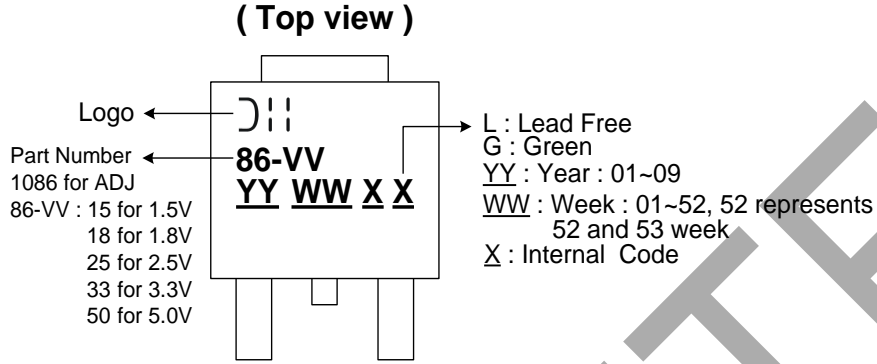 ( Top view )
Logo
Part Number
1086 for ADJ
86-VV : 15 for 1.5V
18 for 1.8V
25 for 2.5V
33 for 3.3V
50 for 5.0V
86-VV
YY WW X X
L : Lead Free
G : Green
YY : Year : 01~09
WW : Week : 01~52, 52 represents
52 and 53 week
X : Internal Code